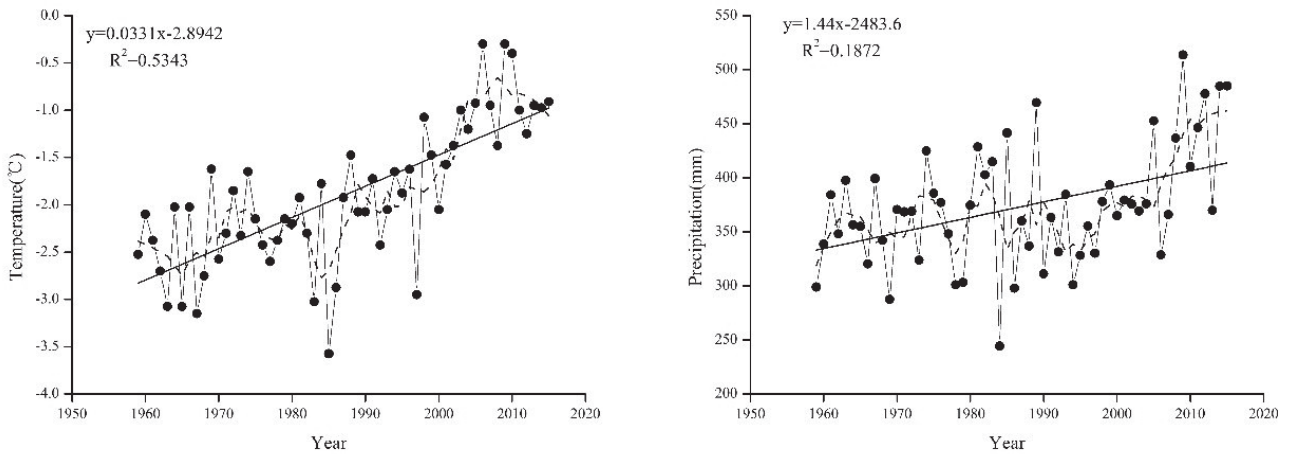 y=0.0331x-2.8942
R²=0.5343
Temperature(℃)
0.0
-0.5
-1.0
-1.5
-2.0
-2.5
-3.0
-3.5
-4.0
1950 1960 1970 1980 1990 2000 2010 2020
Year
y=1.44x-2483.6
R²=0.1872
Precipitation(mm)
550
500
450
400
350
300
250
200
1950 1960 1970 1980 1990 2000 2010 2020
Year